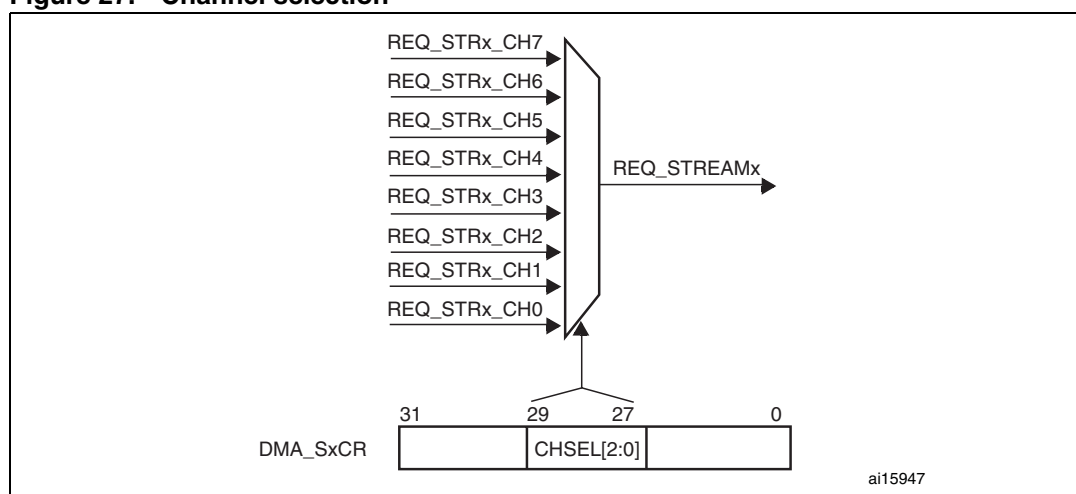 Figure 27. Channel selection
REQ_STRx_CH7
REQ_STRx_CH6
REQ_STRx_CH5
REQ_STRx_CH4
REQ_STREAMx
REQ_STRx_CH3
REQ_STRx_CH2
REQ_STRx_CH1
REQ_STRx_CH0
31 29 27 0
DMA_SxCR CHSEL[2:0]
ai15947